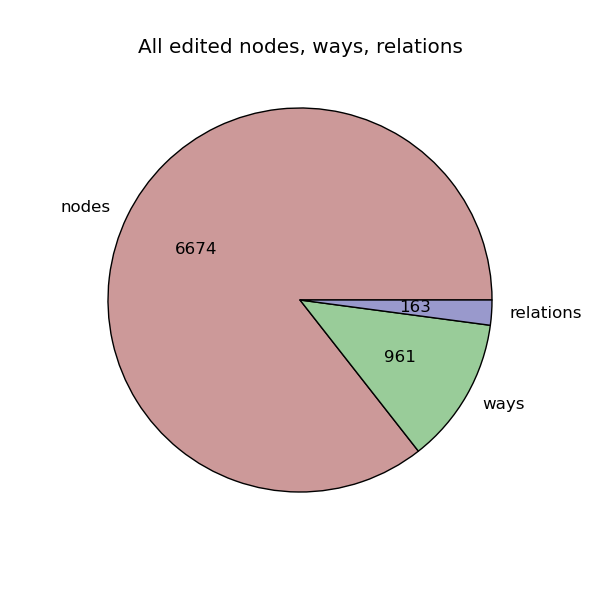 All edited nodes, ways, relations
nodes
6674
163
relations
961
ways